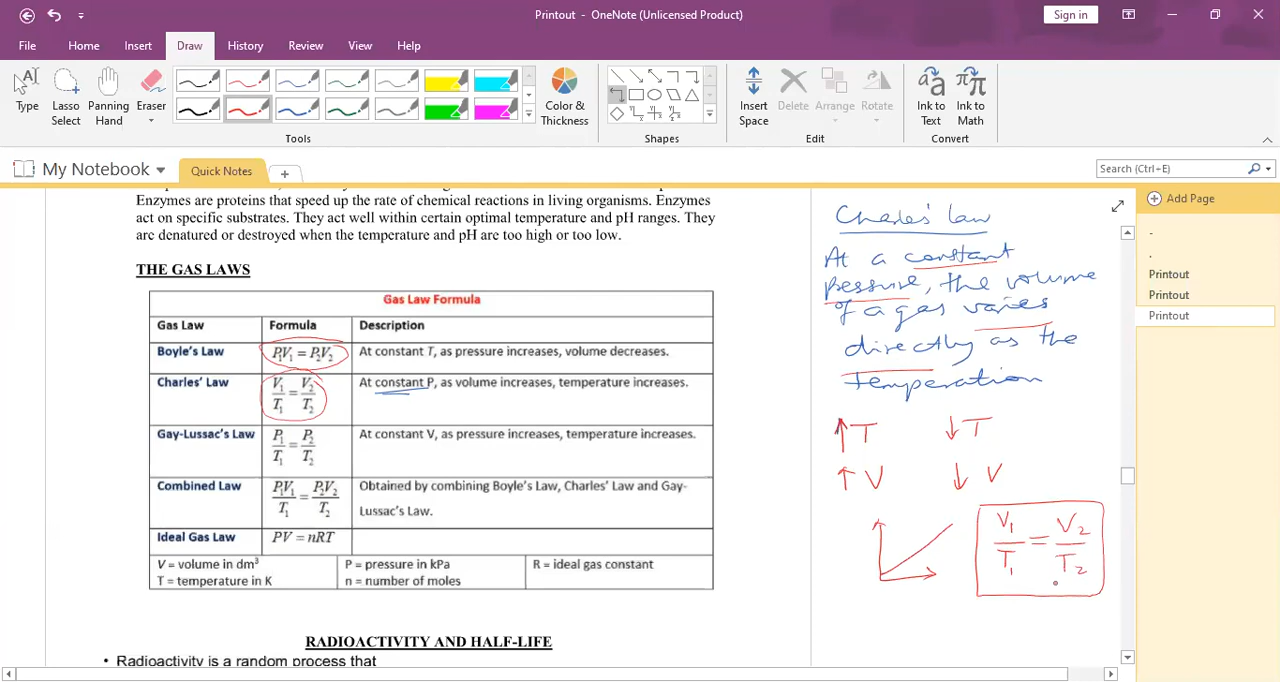 Printout - OneNote (Unlicensed Product)
Sign in
File Home Insert Draw History Review View Help
Type
Lasso Select
Panning Hand
Eraser
Color & Thickness
Insert Space
Delete
Arrange
Rotate
Ink to Text
Ink to Math
Tools
Shapes
Edit
Convert
My Notebook
Quick Notes
Search (Ctrl+E)
Add Page
-
.
Printout
Printout
Printout
Enzymes are proteins that speed up the rate of chemical reactions in living organisms. Enzymes
act on specific substrates. They act well within certain optimal temperature and pH ranges. They
are denatured or destroyed when the temperature and pH are too high or too low.
THE GAS LAWS
Gas Law Formula
Gas Law Formula Description
Boyle's Law P₁V₁ = P₂V₂ At constant T, as pressure increases, volume decreases.
Charles' Law V₁/T₁ = V₂/T₂ At constant P, as volume increases, temperature increases.
Gay-Lussac's Law P₁/T₁ = P₂/T₂ At constant V, as pressure increases, temperature increases.
Combined Law P₁V₁/T₁ = P₂V₂/T₂ Obtained by combining Boyle's Law, Charles' Law and Gay-
Lussac's Law.
Ideal Gas Law PV = nRT
V = volume in dm³ P = pressure in kPa R = ideal gas constant
T = temperature in K n = number of moles
RADIOACTIVITY AND HALF-LIFE
• Radioactivity is a random process that
Charles' law
At a constant
pressure, the volume
of a gas varies
directly as the
temperation
↑ T ↓ T
↑ V ↓ V
V₁/T₁ = V₂/T₂